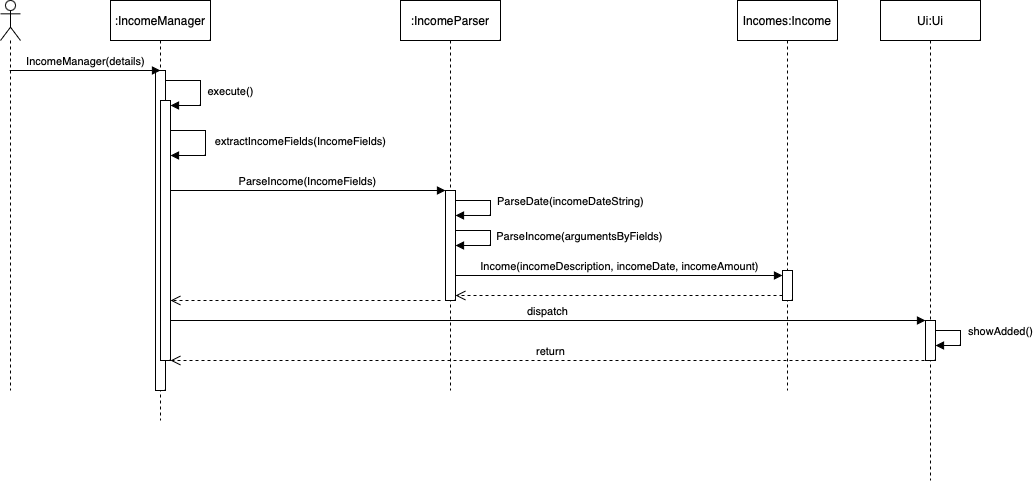 :IncomeManager
:IncomeParser
Incomes:Income
Ui:Ui
IncomeManager(details)
execute()
extractIncomeFields(IncomeFields)
ParseIncome(IncomeFields)
ParseDate(incomeDateString)
ParseIncome(argumentsByFields)
Income(incomeDescription, incomeDate, incomeAmount)
dispatch
showAdded()
return